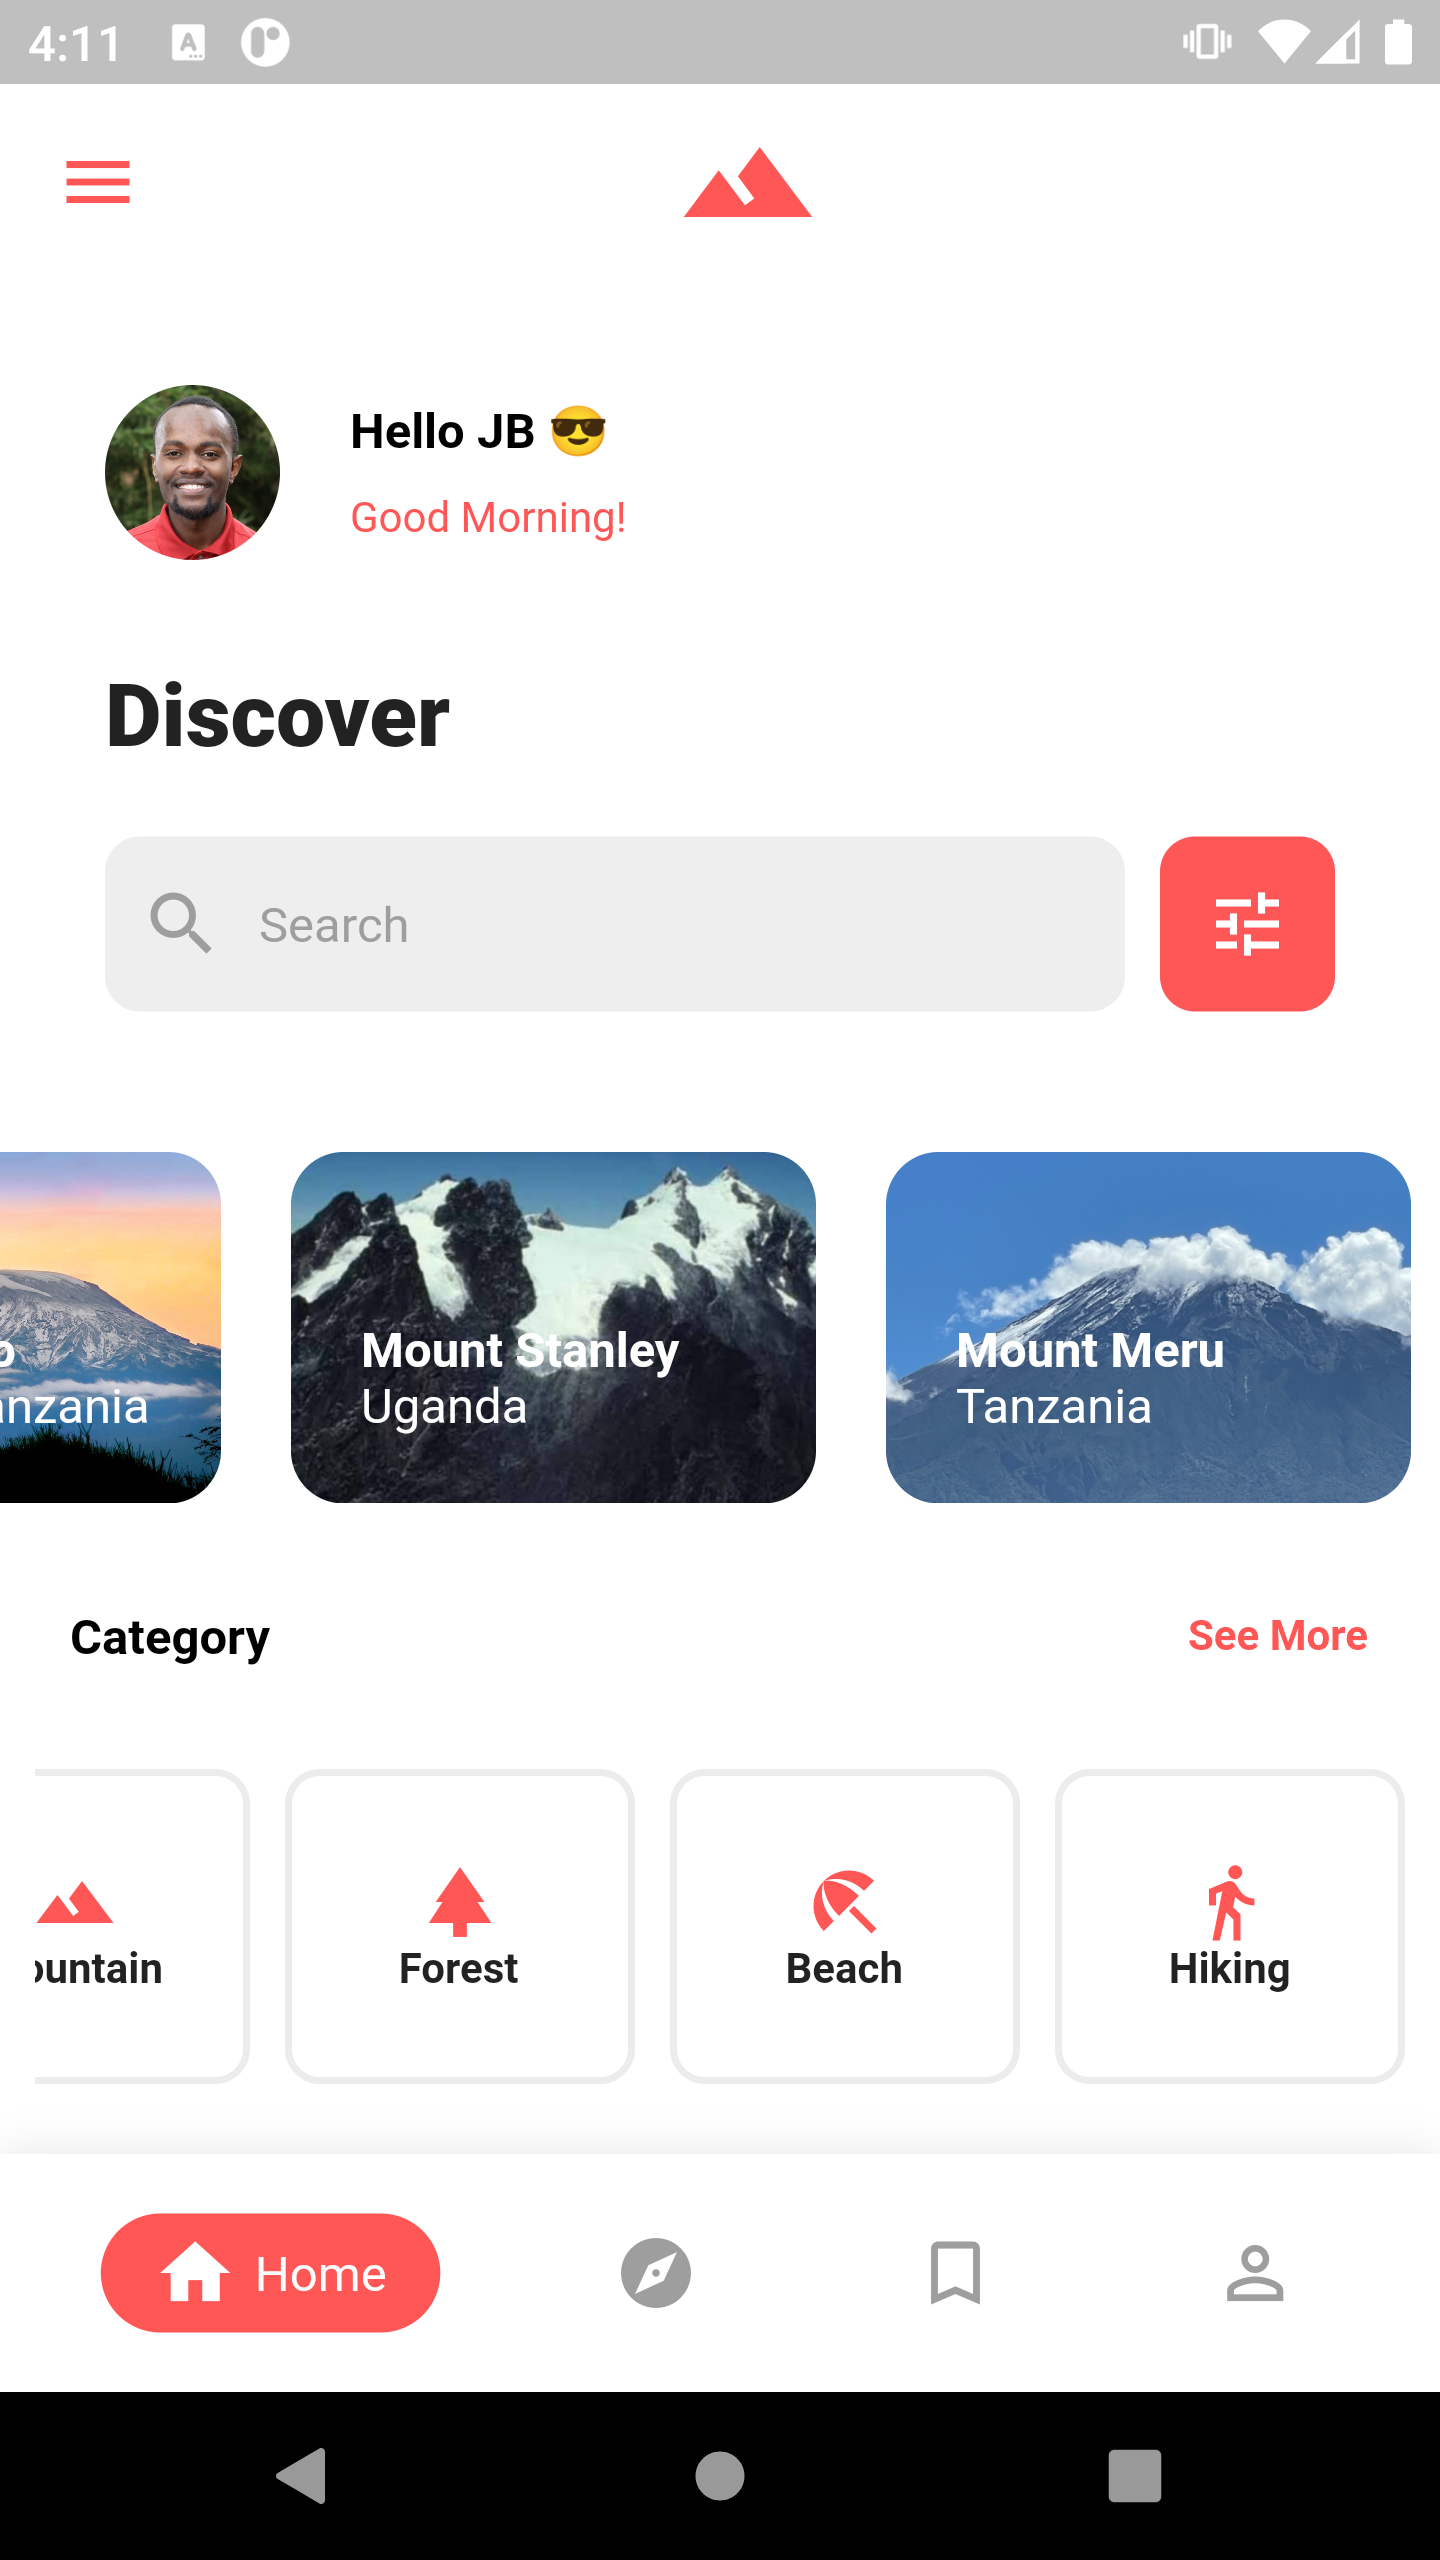 4:11
Hello JB 😎
Good Morning!
Discover
Search
Mount Stanley
Uganda
Mount Meru
Tanzania
anzania
Category
See More
ountain
Forest
Beach
Hiking
Home